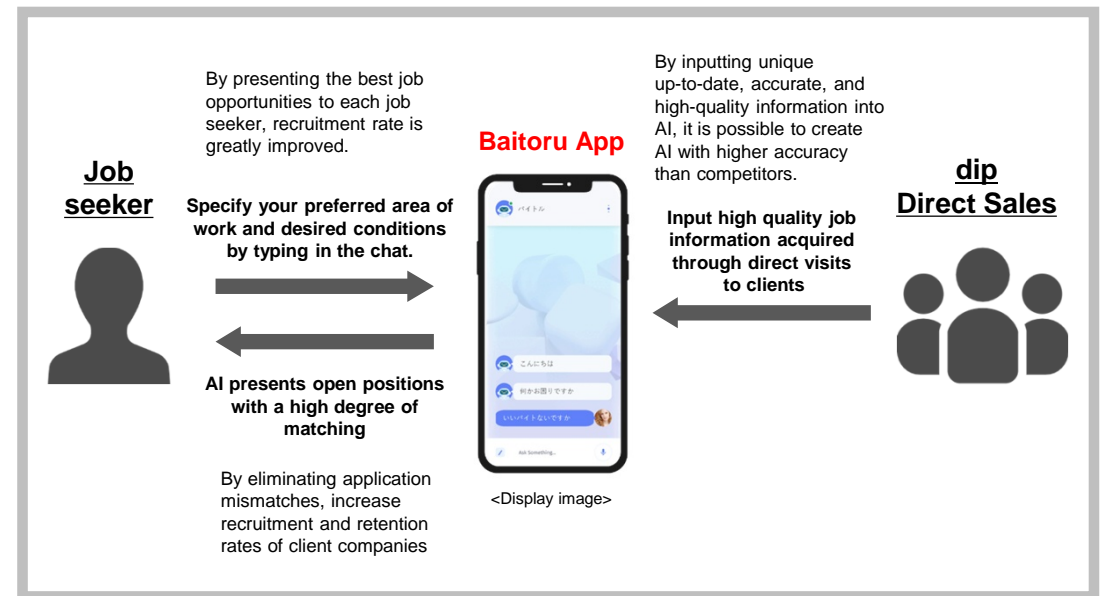 By presenting the best job
opportunities to each job
seeker, recruitment rate is
greatly improved.
Job
seeker
Specify your preferred area of
work and desired conditions
by typing in the chat.
AI presents open positions
with a high degree of
matching
By eliminating application
mismatches, increase
recruitment and retention
rates of client companies
Baitoru App
バイトル
こんにちは
何かお困りですか
いいバイトないですか
Ask Something...
<Display image>
By inputting unique
up-to-date, accurate, and
high-quality information into
AI, it is possible to create
AI with higher accuracy
than competitors.
Input high quality job
information acquired
through direct visits
to clients
dip
Direct Sales